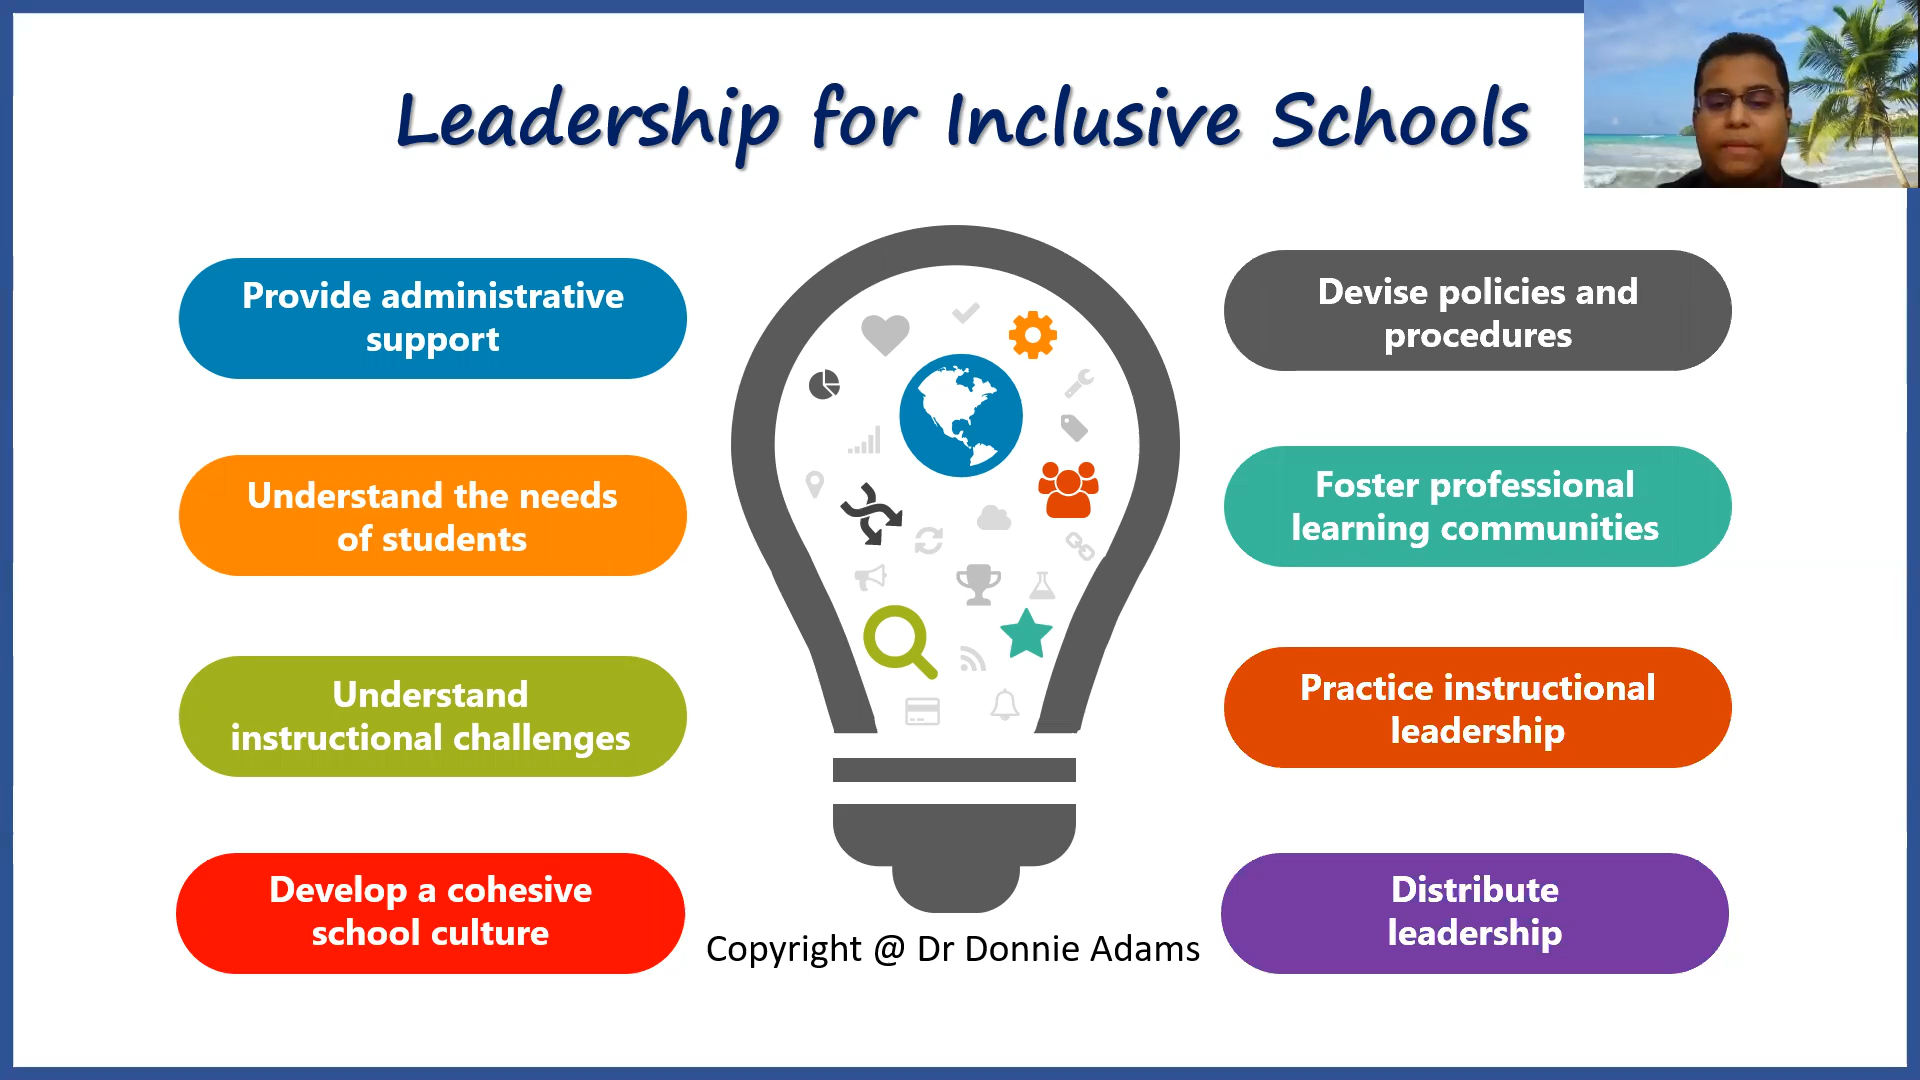 Leadership for Inclusive Schools
Provide administrative
support
Understand the needs
of students
Understand
instructional challenges
Develop a cohesive
school culture
Devise policies and
procedures
Foster professional
learning communities
Practice instructional
leadership
Distribute
leadership
Copyright @ Dr Donnie Adams